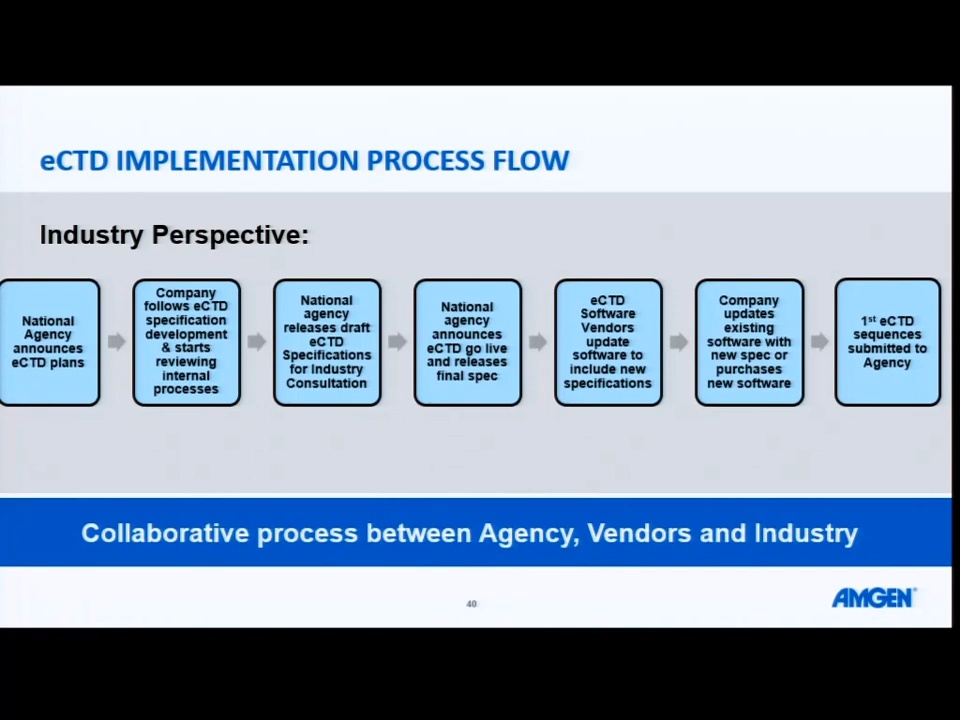 eCTD IMPLEMENTATION PROCESS FLOW
Industry Perspective:
National
Agency
announces
eCTD plans
Company
follows eCTD
specification
development
& starts
reviewing
internal
processes
National
agency
releases draft
eCTD
Specifications
for Industry
Consultation
National
agency
announces
eCTD go live
and releases
final spec
eCTD
Software
Vendors
update
software to
include new
specifications
Company
updates
existing
software with
new spec or
purchases
new software
1st eCTD
sequences
submitted to
Agency
Collaborative process between Agency, Vendors and Industry
40
AMGEN®